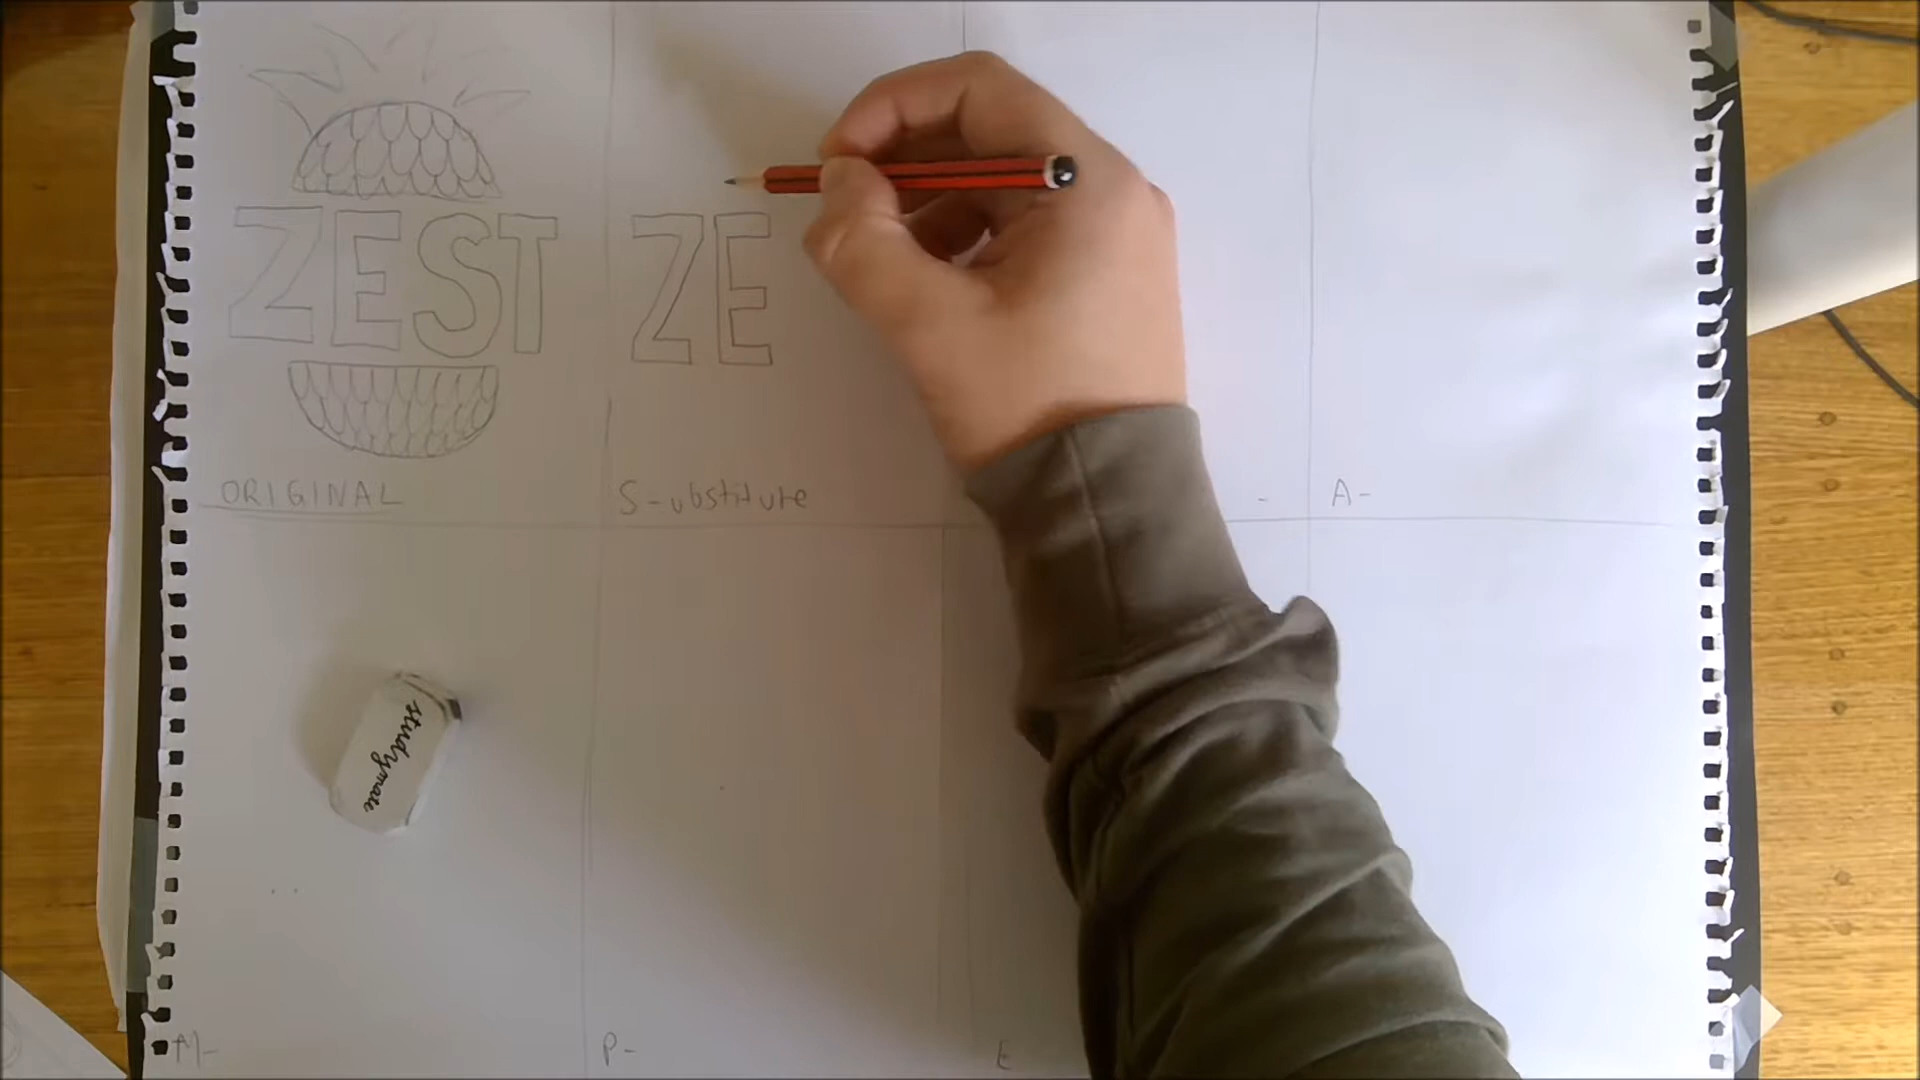 ZEST
ZE
ORIGINAL
S-ubstitute
-
A-
studymate
M-
P-
E